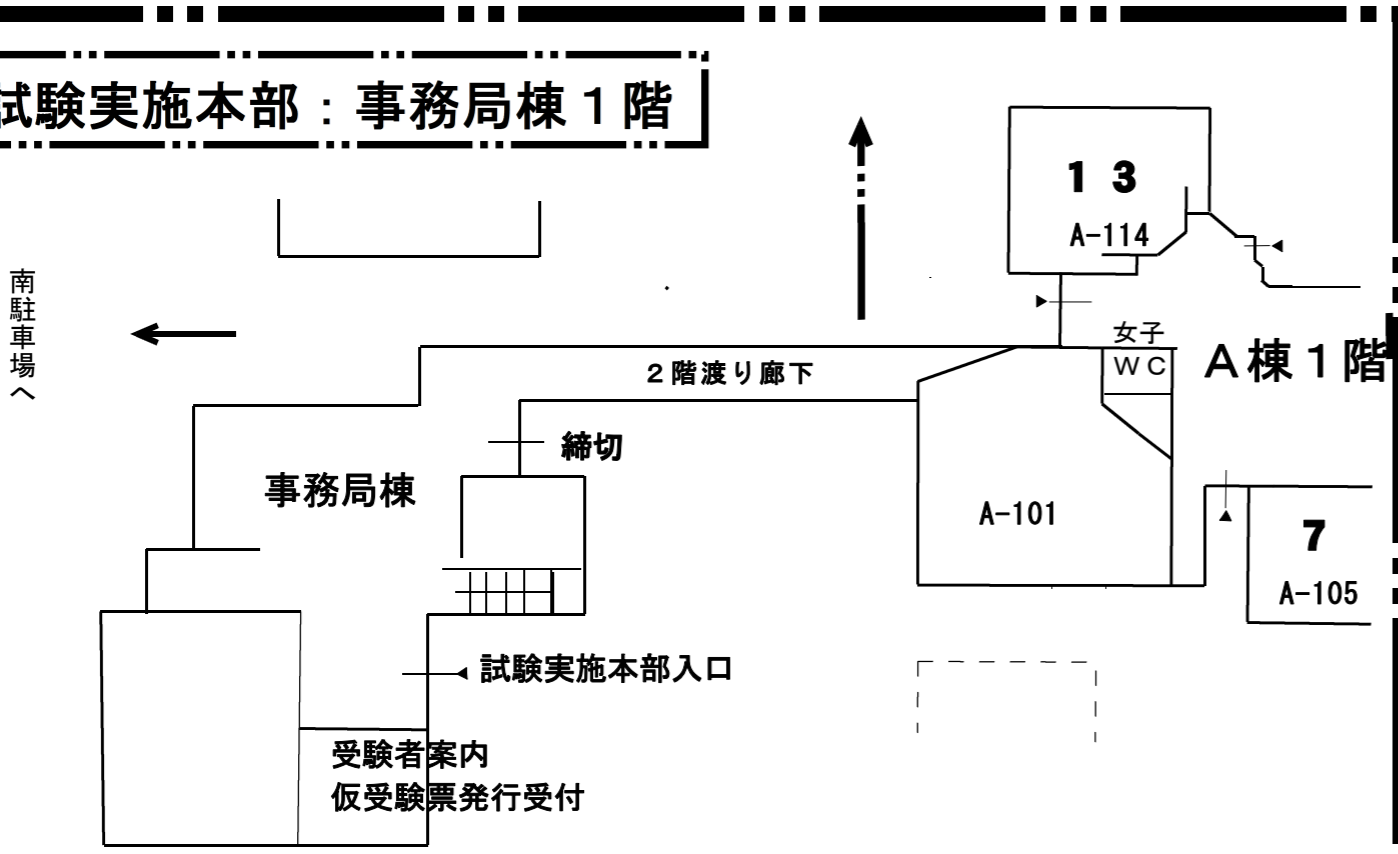 試験実施本部：事務局棟１階
１３
A-114
南駐車場へ
女子
ＷＣ
Ａ棟１階
２階渡り廊下
締切
事務局棟
A-101
７
A-105
試験実施本部入口
受験者案内
仮受験票発行受付